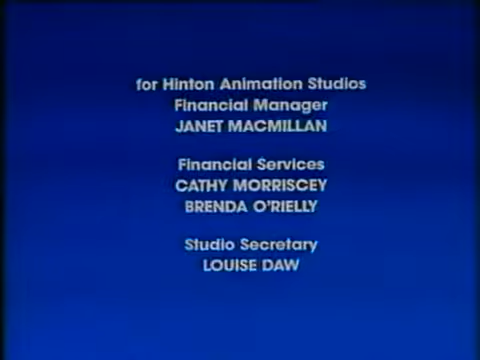 for Hinton Animation Studios
Financial Manager
JANET MACMILLAN
Financial Services
CATHY MORRISCEY
BRENDA O'RIELLY
Studio Secretary
LOUISE DAW